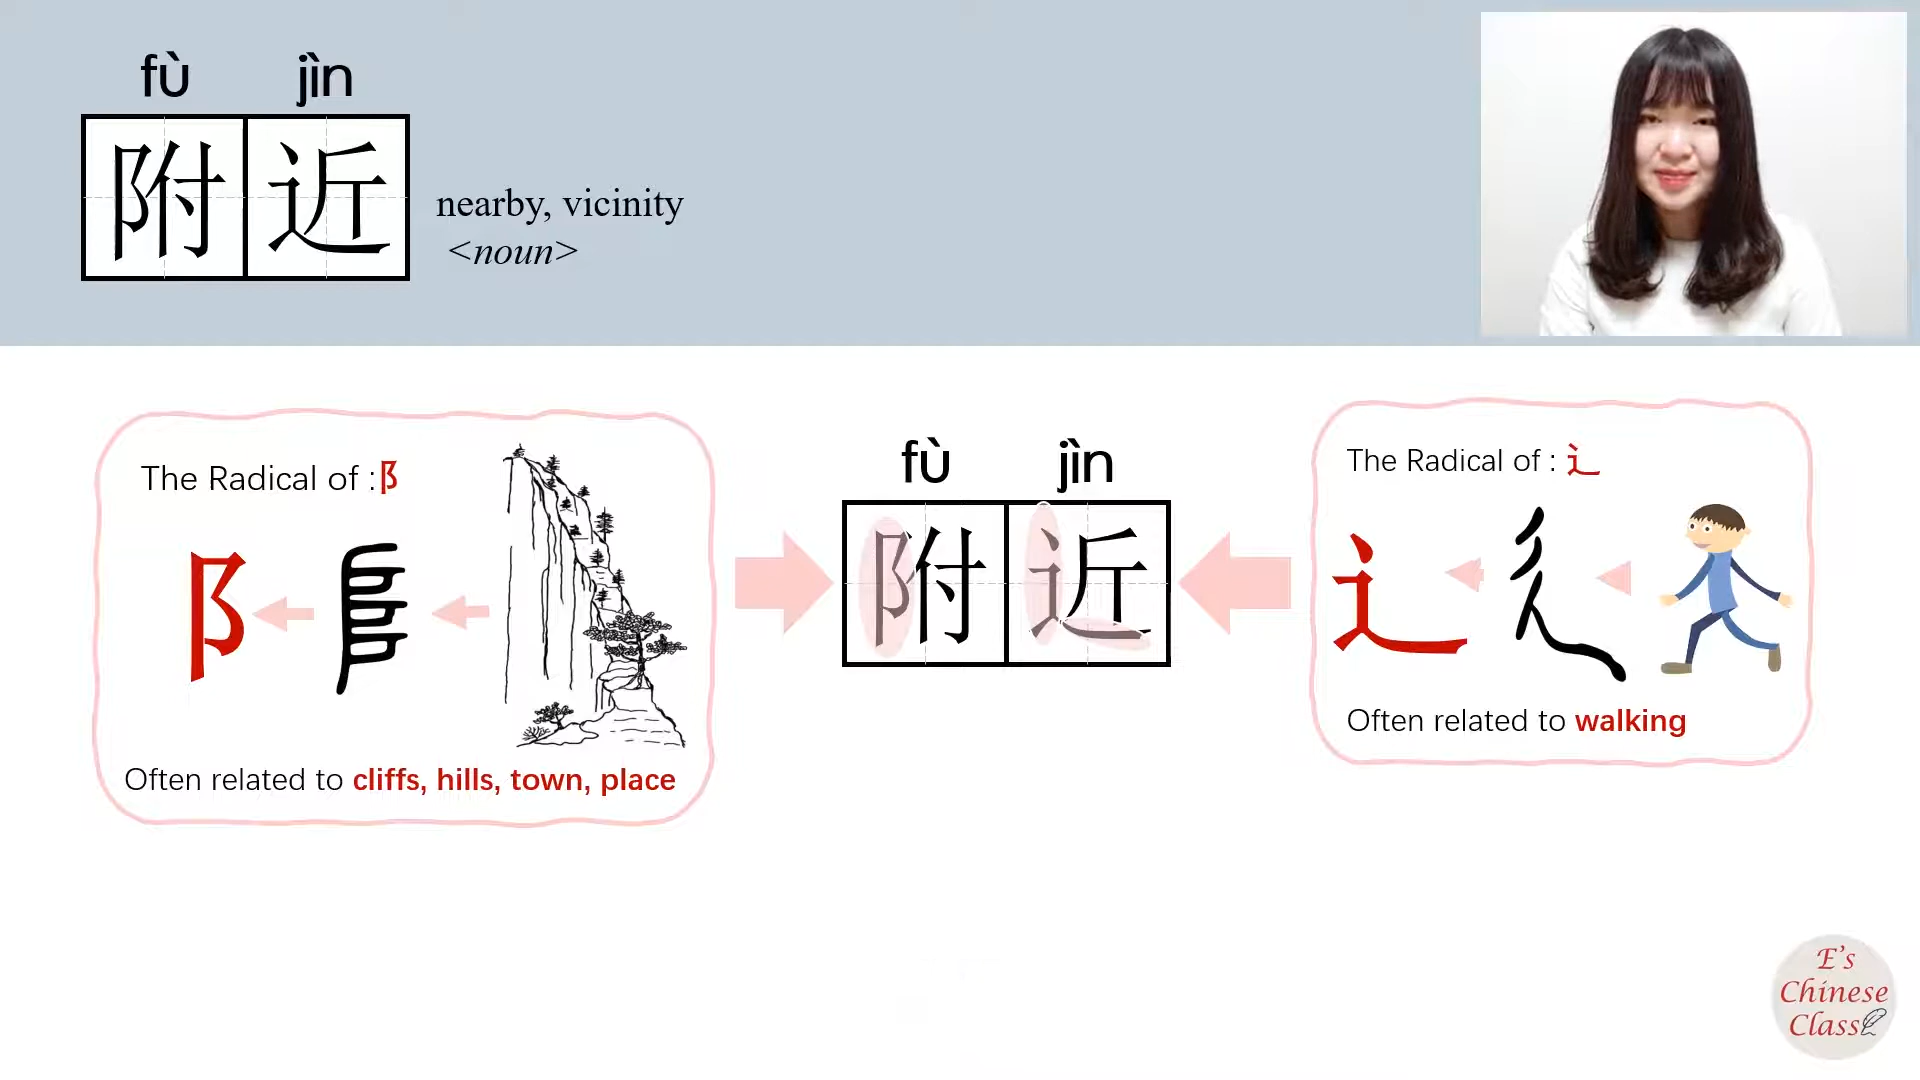 fù jìn
附近
nearby, vicinity
<noun>
The Radical of :阝
阝
Often related to cliffs, hills, town, place
fù jìn
附近
The Radical of : 辶
辶
Often related to walking
E's
Chinese
Class